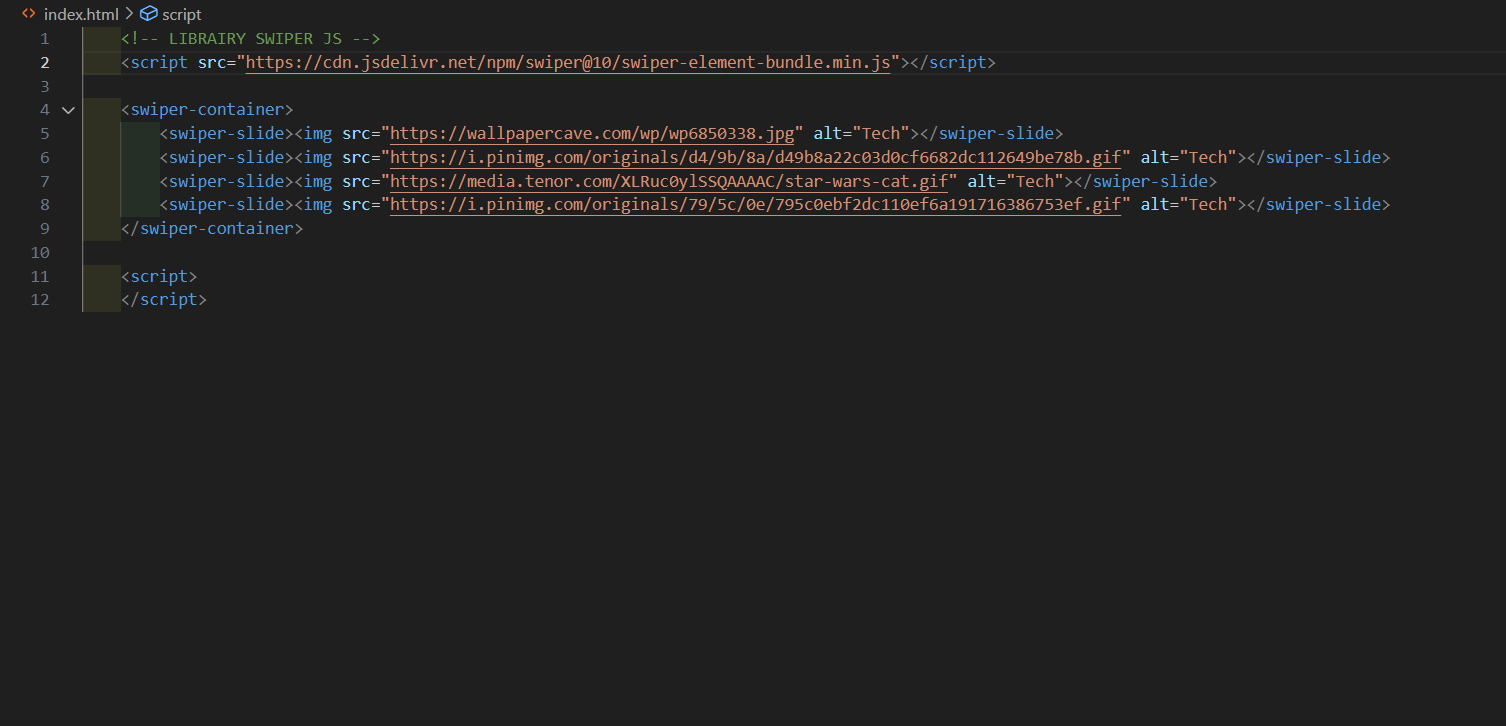 index.html > script
1 <!-- LIBRAIRY SWIPER JS -->
2 <script src="https://cdn.jsdelivr.net/npm/swiper@10/swiper-element-bundle.min.js"></script>
3
4 <swiper-container>
5 <swiper-slide><img src="https://wallpapercave.com/wp/wp6850338.jpg" alt="Tech"></swiper-slide>
6 <swiper-slide><img src="https://i.pinimg.com/originals/d4/9b/8a/d49b8a22c03d0cf6682dc112649be78b.gif" alt="Tech"></swiper-slide>
7 <swiper-slide><img src="https://media.tenor.com/XLRuc0ylSSQAAAAC/star-wars-cat.gif" alt="Tech"></swiper-slide>
8 <swiper-slide><img src="https://i.pinimg.com/originals/79/5c/0e/795c0ebf2dc110ef6a191716386753ef.gif" alt="Tech"></swiper-slide>
9 </swiper-container>
10
11 <script>
12 </script>